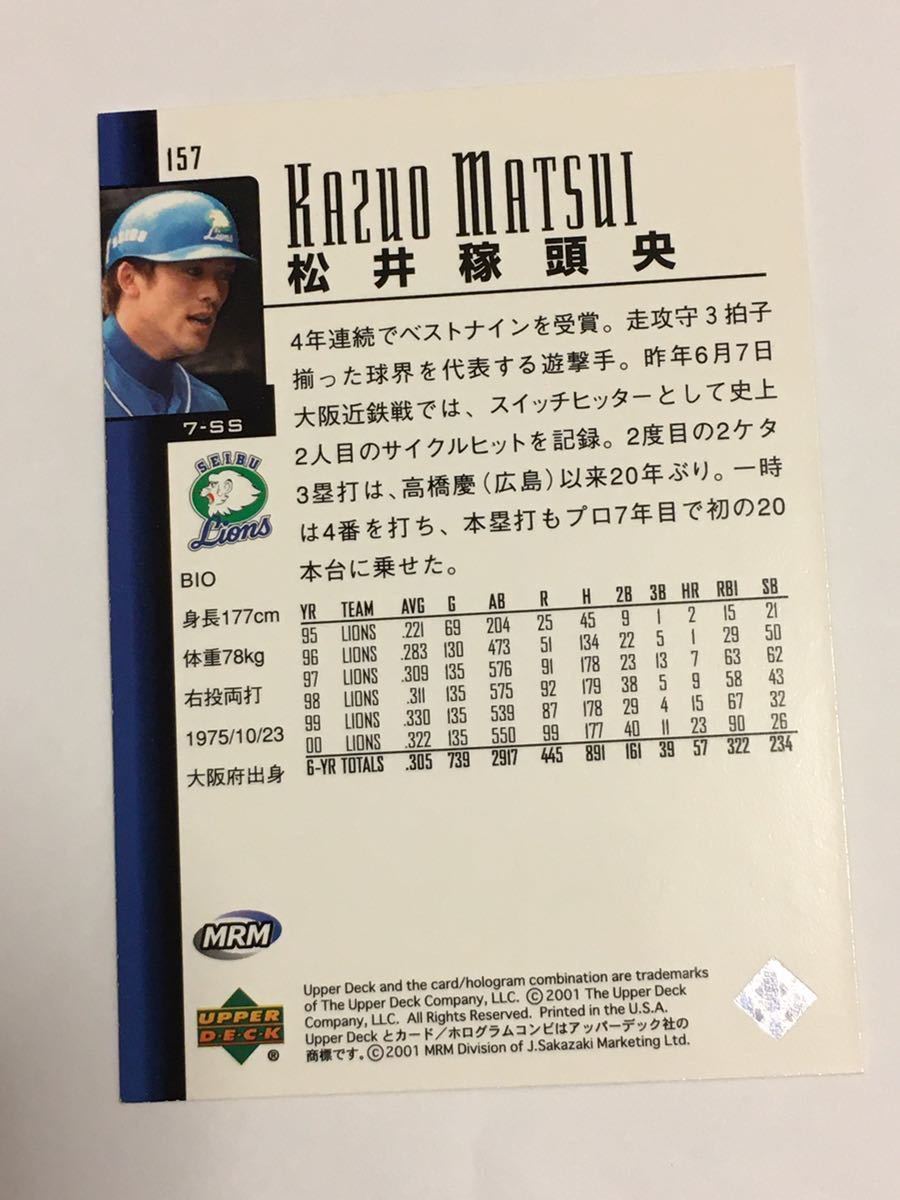 157
KAZUO MATSUI
松井稼頭央
Lions
7-SS
SEIBU
Lions
4年連続でベストナインを受賞。走攻守3拍子
揃った球界を代表する遊撃手。昨年6月7日
大阪近鉄戦では、スイッチヒッターとして史上
2人目のサイクルヒットを記録。2度目の2ケタ
3塁打は、高橋慶（広島）以来20年ぶり。一時
は4番を打ち、本塁打もプロ7年目で初の20
本台に乗せた。
BIO
身長177cm
体重78kg
右投両打
1975/10/23
大阪府出身
YR TEAM AVG G AB R H 2B 3B HR RBI SB
95 LIONS .221 69 204 25 45 9 1 2 15 21
96 LIONS .283 130 473 51 134 22 5 1 29 50
97 LIONS .309 135 576 91 178 23 13 7 63 62
98 LIONS .311 135 575 92 179 38 5 9 58 43
99 LIONS .330 135 539 87 178 29 4 15 67 32
00 LIONS .322 135 550 99 177 40 11 23 90 26
6-YR TOTALS .305 739 2917 445 891 161 39 57 322 234
MRM
UPPER
D·E·C·K
®
Upper Deck and the card/hologram combination are trademarks
of The Upper Deck Company, LLC. ©2001 The Upper Deck
Company, LLC. All Rights Reserved. Printed in the U.S.A.
Upper Deck とカード／ホログラムコンビはアッパーデック社の
商標です。©2001 MRM Division of J.Sakazaki Marketing Ltd.